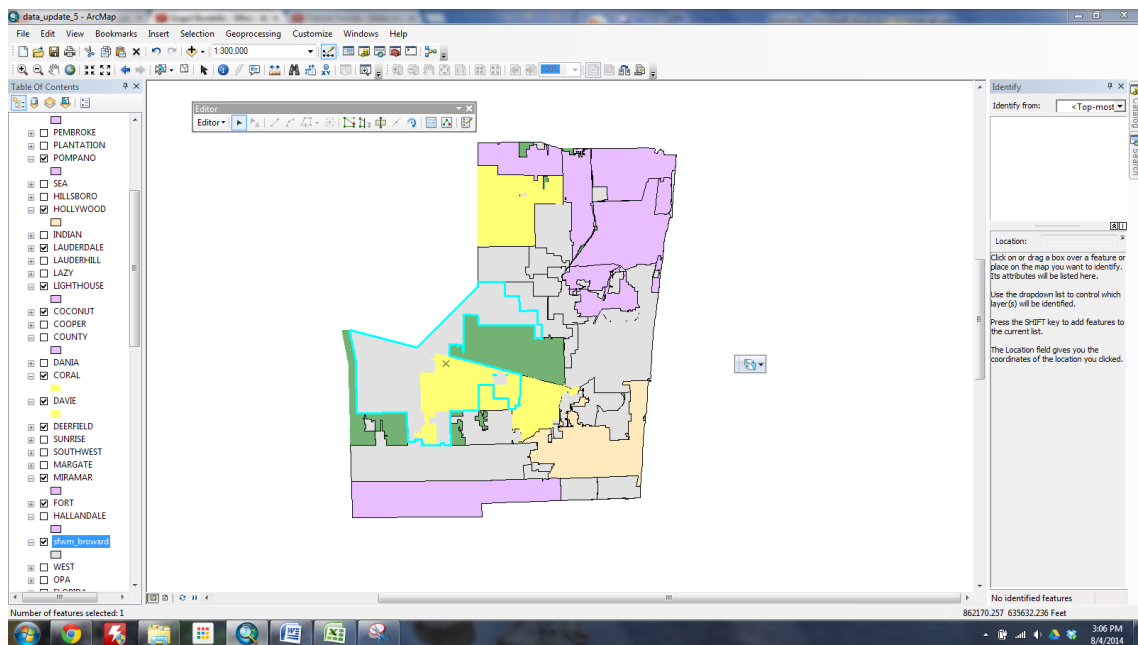 data_update_5 - ArcMap
File Edit View Bookmarks Insert Selection Geoprocessing Customize Windows Help
1:300,000
Table Of Contents
PEMBROKE
PLANTATION
POMPANO
SEA
HILLSBORO
HOLLYWOOD
INDIAN
LAUDERDALE
LAUDERHILL
LAZY
LIGHTHOUSE
COCONUT
COOPER
COUNTY
DANIA
CORAL
DAVIE
DEERFIELD
SUNRISE
SOUTHWEST
MARGATE
MIRAMAR
FORT
HALLANDALE
sfwm_broward
WEST
OPA
Editor
Editor
Identify
Identify from: <Top-most
Location:
Click on or drag a box over a feature or
place on the map you want to identify.
Its attributes will be listed here.
Use the dropdown list to control which
layer(s) will be identified.
Press the SHIFT key to add features to
the current list.
The Location field gives you the
coordinates of the location you clicked.
No identified features
Catalog
Search
Number of features selected: 1
862170.257 635632.236 Feet
3:06 PM
8/4/2014